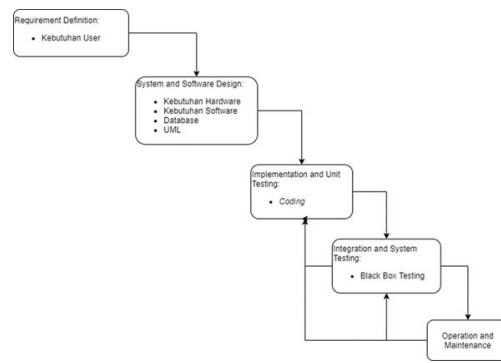 Requirement Definition:
• Kebutuhan User
System and Software Design:
• Kebutuhan Hardware
• Kebutuhan Software
• Database
• UML
Implementation and Unit
Testing:
• Coding
Integration and System
Testing:
• Black Box Testing
Operation and
Maintenance